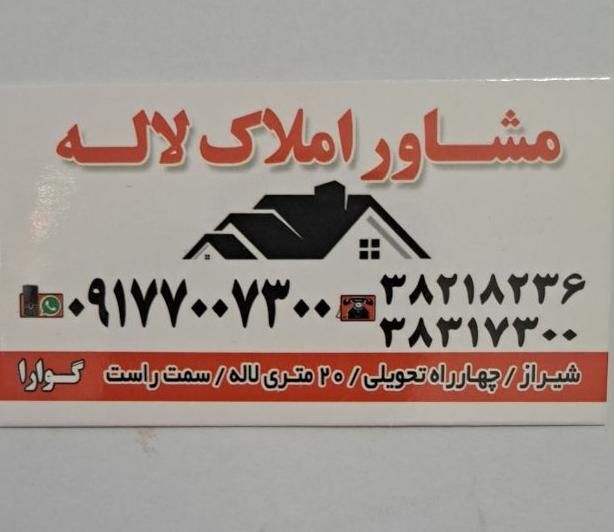 مشاور املاک لاله
۳۸۲۱۸۲۳۶
۳۸۳۱۷۳۰۰
۰۹۱۷۷۰۰۷۳۰۰
شیراز / چهارراه تحویلی / ۲۰ متری لاله / سمت راست گوارا